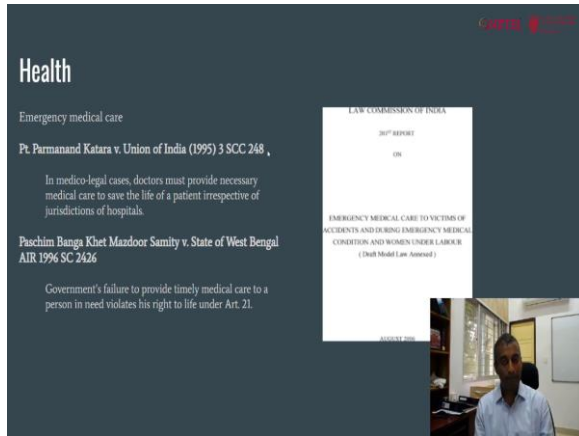 Health
Emergency medical care
Pt. Parmanand Katara v. Union of India (1995) 3 SCC 248 .
In medico-legal cases, doctors must provide necessary
medical care to save the life of a patient irrespective of
jurisdictions of hospitals.
Paschim Banga Khet Mazdoor Samity v. State of West Bengal
AIR 1996 SC 2426
Government's failure to provide timely medical care to a
person in need violates his right to life under Art. 21.
LAW COMMISSION OF INDIA
201ST REPORT
ON
EMERGENCY MEDICAL CARE TO VICTIMS OF
ACCIDENTS AND DURING EMERGENCY MEDICAL
CONDITION AND WOMEN UNDER LABOUR
( Draft Model Law Annexed )
AUGUST 2006